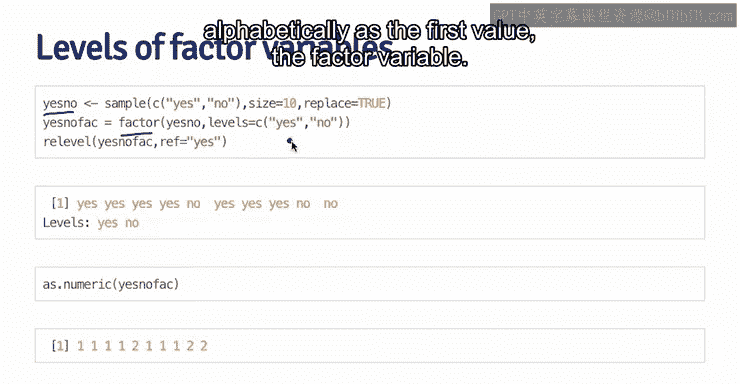 alphabetically as the first value,
Levels of factor variables
the factor variable.
yesno <- sample(c("yes","no"),size=10,replace=TRUE)
yesnofac = factor(yesno,levels=c("yes","no"))
relevel(yesnofac,ref="yes")
[1] yes yes yes yes no  yes yes yes no  no
Levels: yes no
as.numeric(yesnofac)
[1] 1 1 1 1 2 1 1 1 2 2